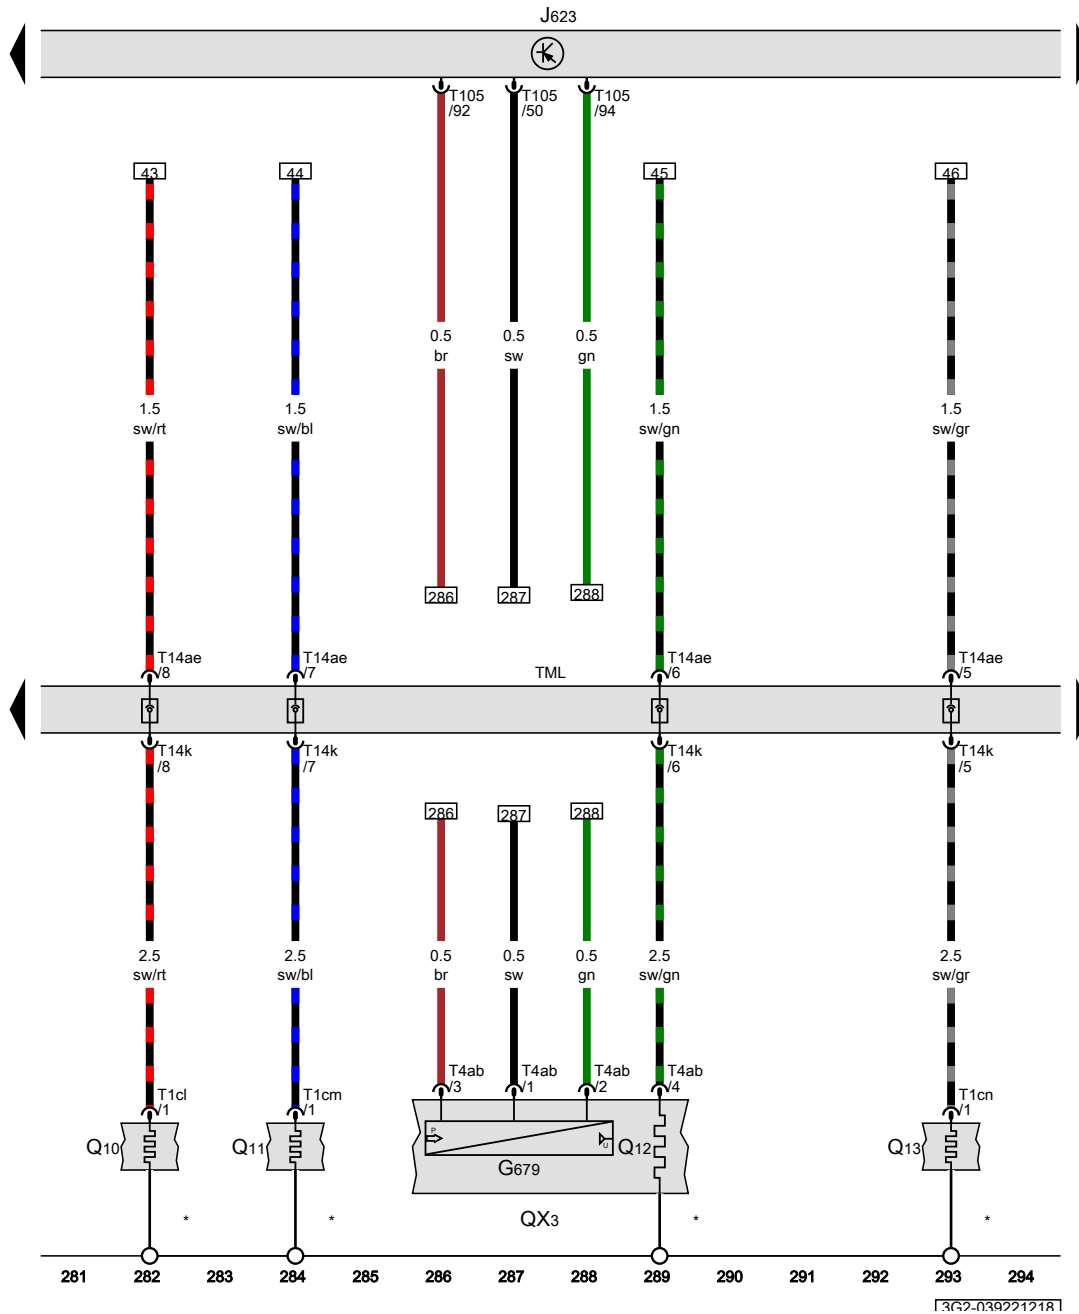 J623
T105 T105 T105
/92 /50 /94
43 44 45 46
0.5 0.5 0.5
br sw gn
1.5 1.5 1.5 1.5
sw/rt sw/bl sw/gn sw/gr
286 287 288
T14ae T14ae TML T14ae T14ae
/8 /7 /6 /5
T14k T14k T14k T14k
/8 /7 /6 /5
286 287 288
2.5 2.5 0.5 0.5 0.5 2.5 2.5
sw/rt sw/bl br sw gn sw/gn sw/gr
T4ab T4ab T4ab T4ab
/3 /1 /2 /4
T1cl T1cm T1cn
/1 /1 /1
P
U
Q10 Q11 Q12 Q13
G679
QX3
* * * *
281 282 283 284 285 286 287 288 289 290 291 292 293 294
3G2-039221218